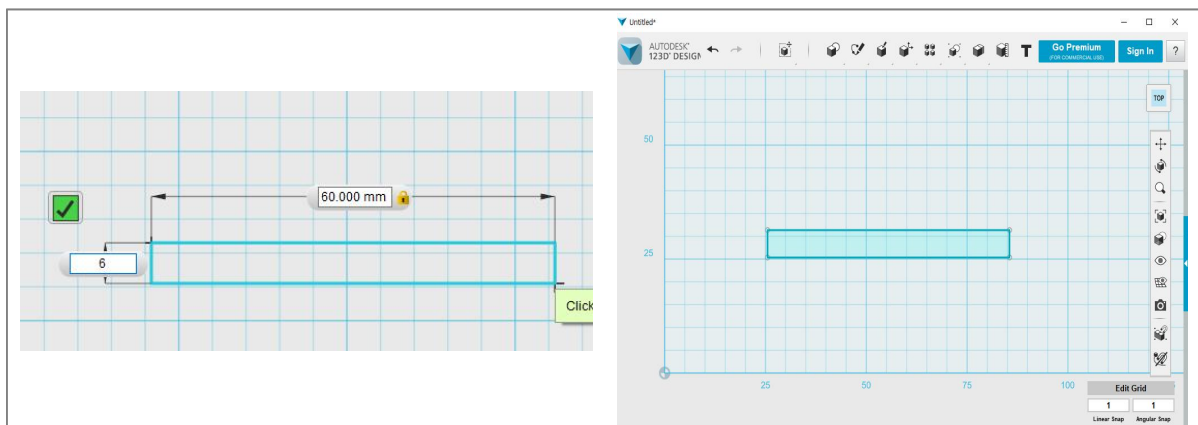 60.000 mm
6
Click
Untitled*
AUTODESK®
123D® DESIGN
T
Go Premium
(FOR COMMERCIAL USE)
Sign In
?
TOP
50
25
25
50
75
100
Edit Grid
1
1
Linear Snap
Angular Snap